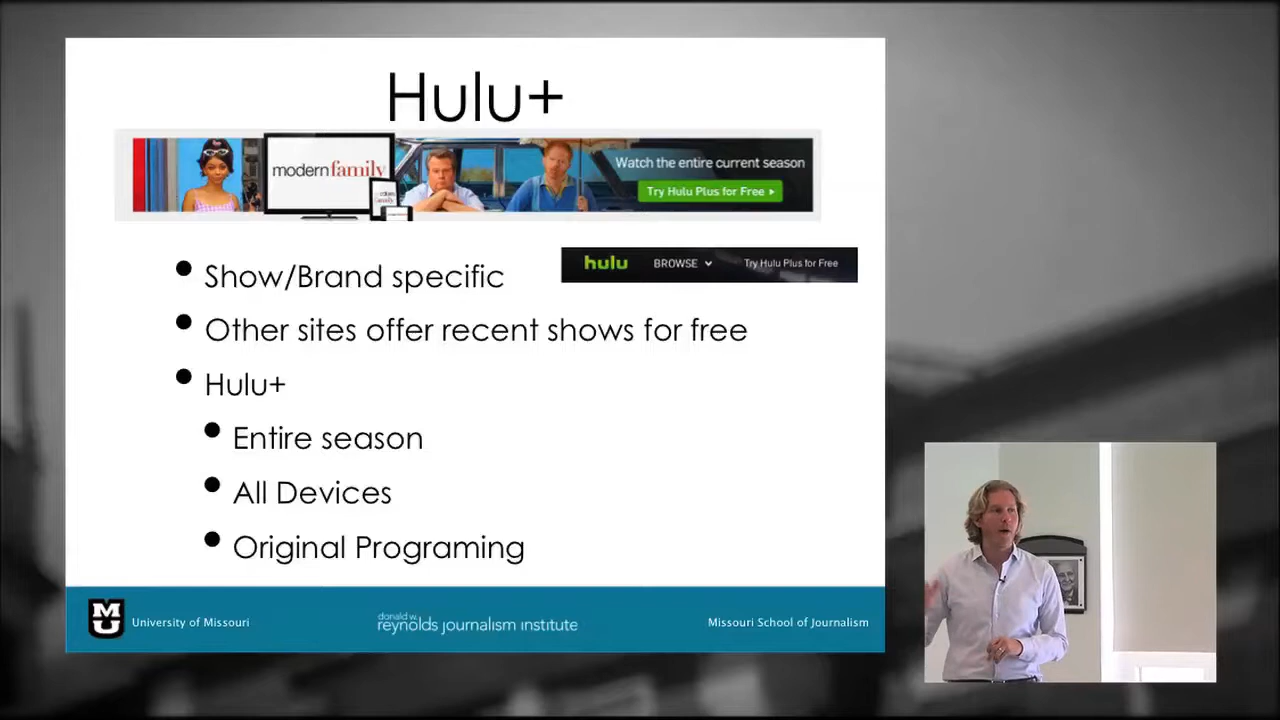 Hulu+
modern family
Watch the entire current season
Try Hulu Plus for Free
hulu BROWSE Try Hulu Plus for Free
Show/Brand specific
Other sites offer recent shows for free
Hulu+
Entire season
All Devices
Original Programing
MU University of Missouri
donald w. reynolds journalism institute
Missouri School of Journalism